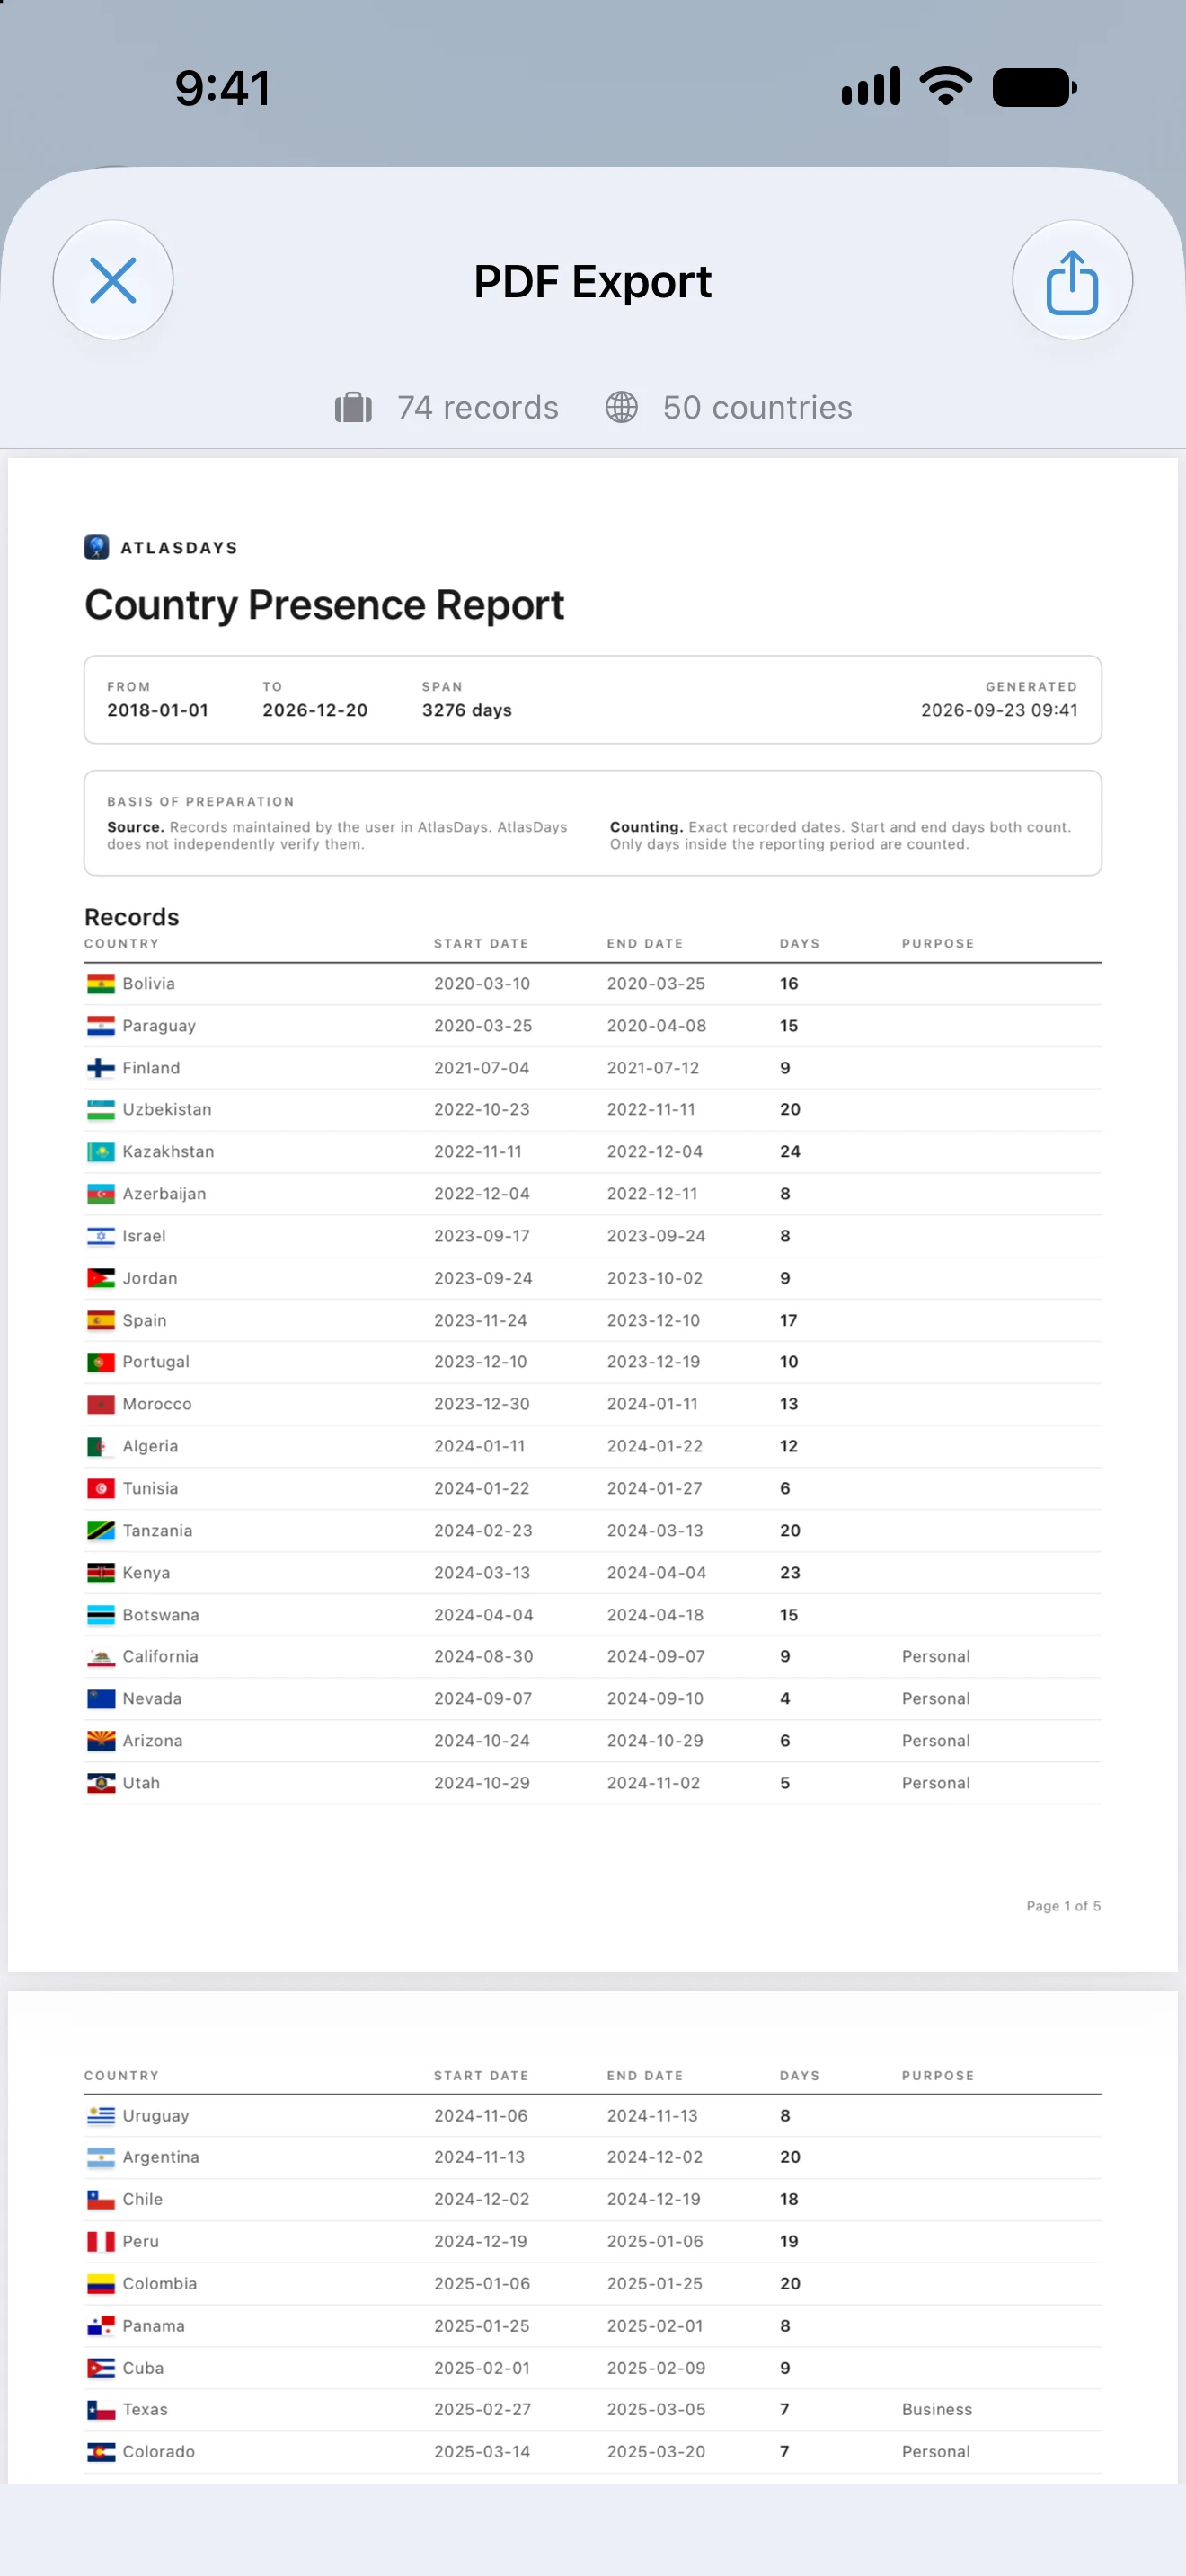 9:41
PDF Export
74 records 50 countries
ATLASDAYS
Country Presence Report
FROM TO SPAN GENERATED
2018-01-01 2026-12-20 3276 days 2026-09-23 09:41
BASIS OF PREPARATION
Source. Records maintained by the user in AtlasDays. AtlasDays does not independently verify them.
Counting. Exact recorded dates. Start and end days both count. Only days inside the reporting period are counted.
Records
COUNTRY START DATE END DATE DAYS PURPOSE
Bolivia 2020-03-10 2020-03-25 16
Paraguay 2020-03-25 2020-04-08 15
Finland 2021-07-04 2021-07-12 9
Uzbekistan 2022-10-23 2022-11-11 20
Kazakhstan 2022-11-11 2022-12-04 24
Azerbaijan 2022-12-04 2022-12-11 8
Israel 2023-09-17 2023-09-24 8
Jordan 2023-09-24 2023-10-02 9
Spain 2023-11-24 2023-12-10 17
Portugal 2023-12-10 2023-12-19 10
Morocco 2023-12-30 2024-01-11 13
Algeria 2024-01-11 2024-01-22 12
Tunisia 2024-01-22 2024-01-27 6
Tanzania 2024-02-23 2024-03-13 20
Kenya 2024-03-13 2024-04-04 23
Botswana 2024-04-04 2024-04-18 15
California 2024-08-30 2024-09-07 9 Personal
Nevada 2024-09-07 2024-09-10 4 Personal
Arizona 2024-10-24 2024-10-29 6 Personal
Utah 2024-10-29 2024-11-02 5 Personal
Page 1 of 5
COUNTRY START DATE END DATE DAYS PURPOSE
Uruguay 2024-11-06 2024-11-13 8
Argentina 2024-11-13 2024-12-02 20
Chile 2024-12-02 2024-12-19 18
Peru 2024-12-19 2025-01-06 19
Colombia 2025-01-06 2025-01-25 20
Panama 2025-01-25 2025-02-01 8
Cuba 2025-02-01 2025-02-09 9
Texas 2025-02-27 2025-03-05 7 Business
Colorado 2025-03-14 2025-03-20 7 Personal